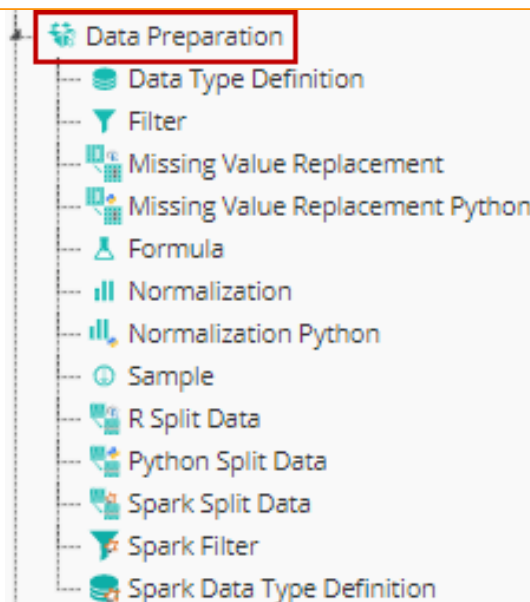 Data Preparation
Data Type Definition
Filter
Missing Value Replacement
Missing Value Replacement Python
Formula
Normalization
Normalization Python
Sample
R Split Data
Python Split Data
Spark Split Data
Spark Filter
Spark Data Type Definition